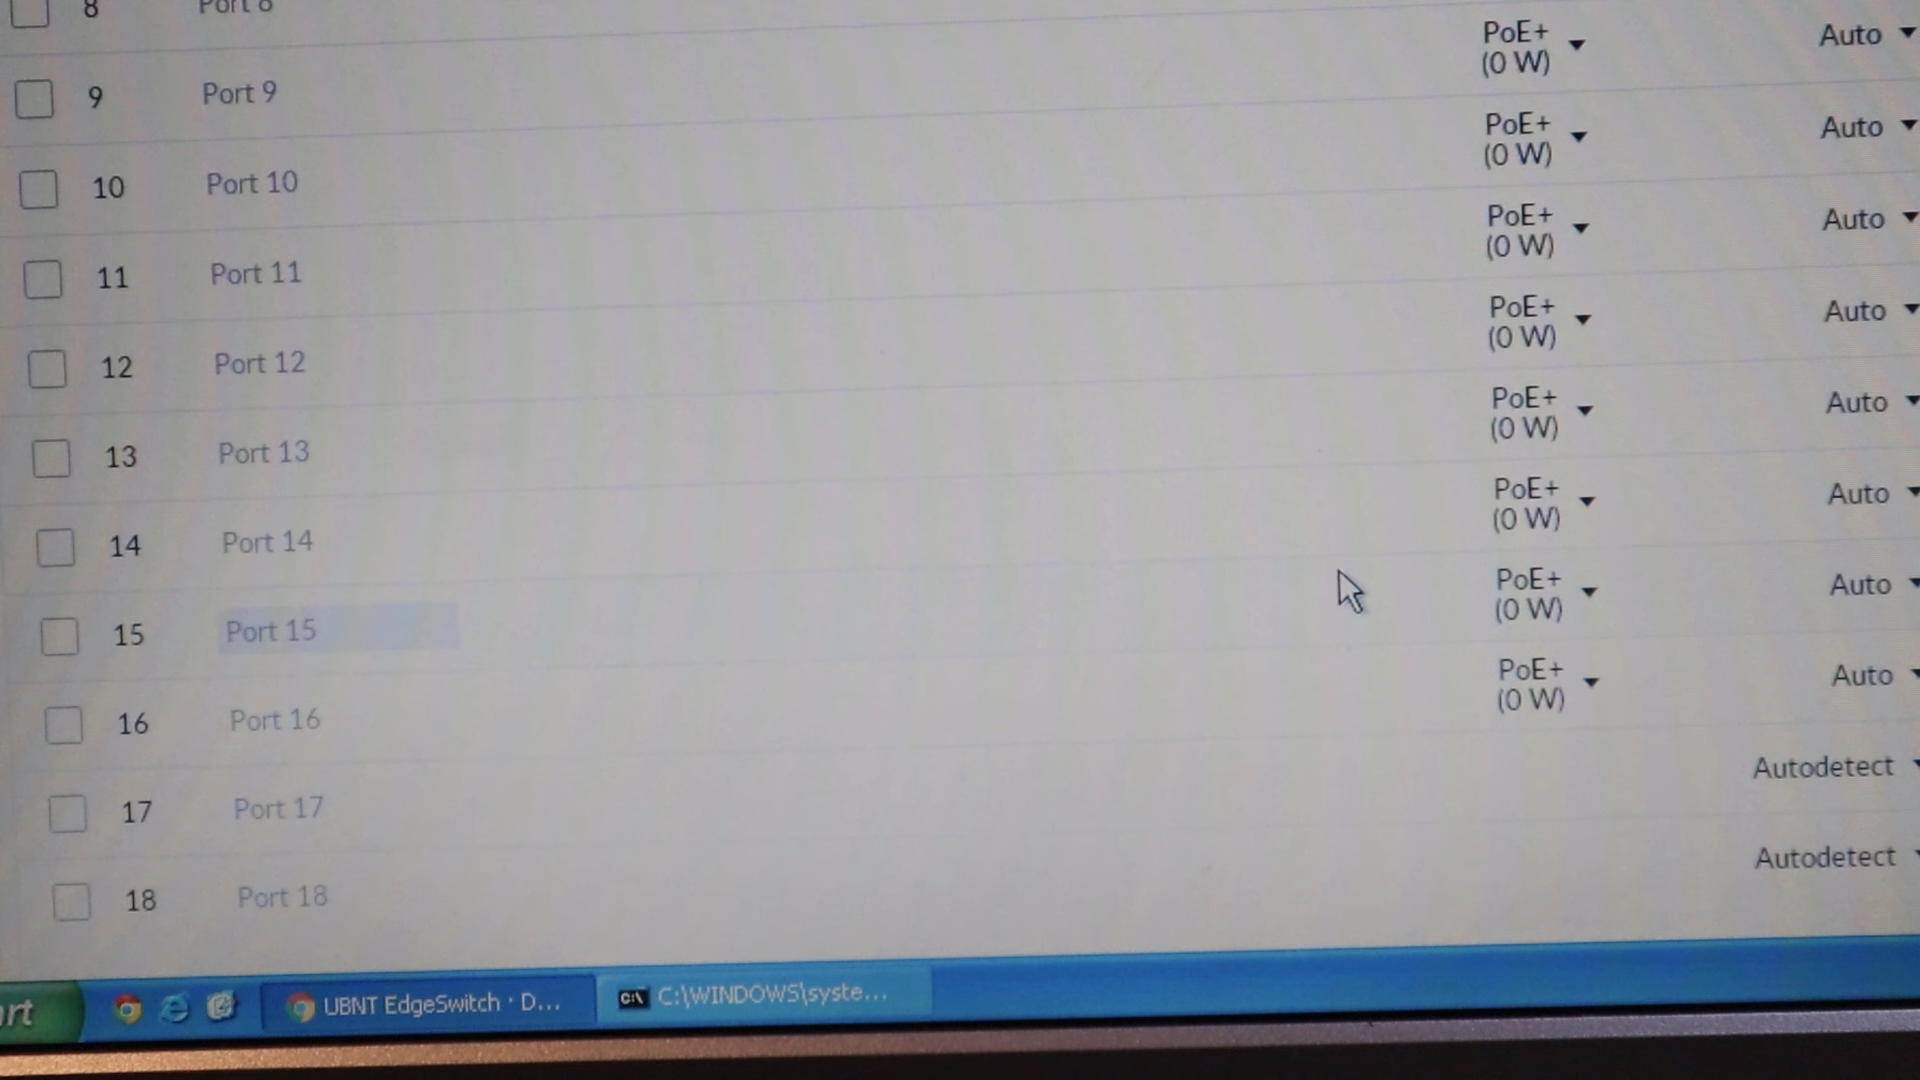 8 Port 8
9 Port 9 PoE+ Auto
(0 W)
10 Port 10 PoE+ Auto
(0 W)
11 Port 11 PoE+ Auto
(0 W)
12 Port 12 PoE+ Auto
(0 W)
13 Port 13 PoE+ Auto
(0 W)
14 Port 14 PoE+ Auto
(0 W)
15 Port 15 PoE+ Auto
(0 W)
16 Port 16 PoE+ Auto
(0 W)
17 Port 17 Autodetect
18 Port 18 Autodetect
UBNT EdgeSwitch · D... C:\ C:\WINDOWS\syste...